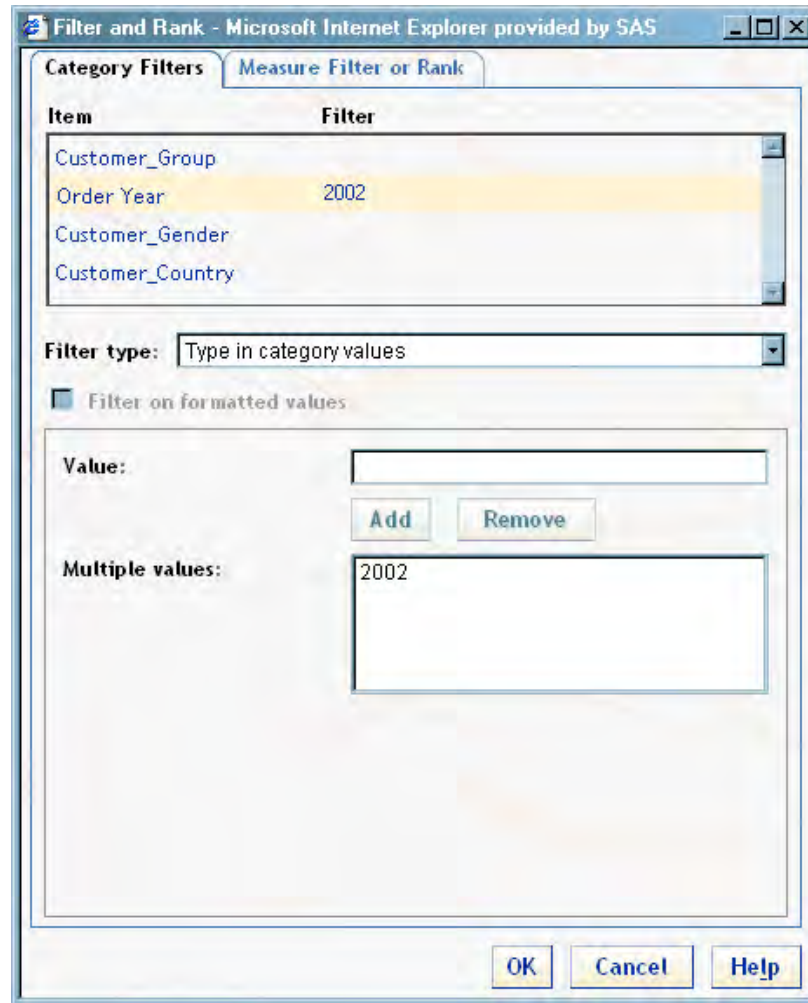 Filter and Rank - Microsoft Internet Explorer provided by SAS
Category Filters Measure Filter or Rank
Item Filter
Customer_Group
Order Year 2002
Customer_Gender
Customer_Country
Filter type: Type in category values
Filter on formatted values
Value:
Add Remove
Multiple values: 2002
OK Cancel Help